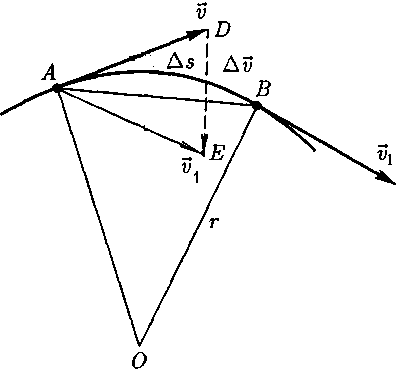 v⃗ D
A Δs Δv⃗
B
v⃗₁ E v⃗₁
r
O